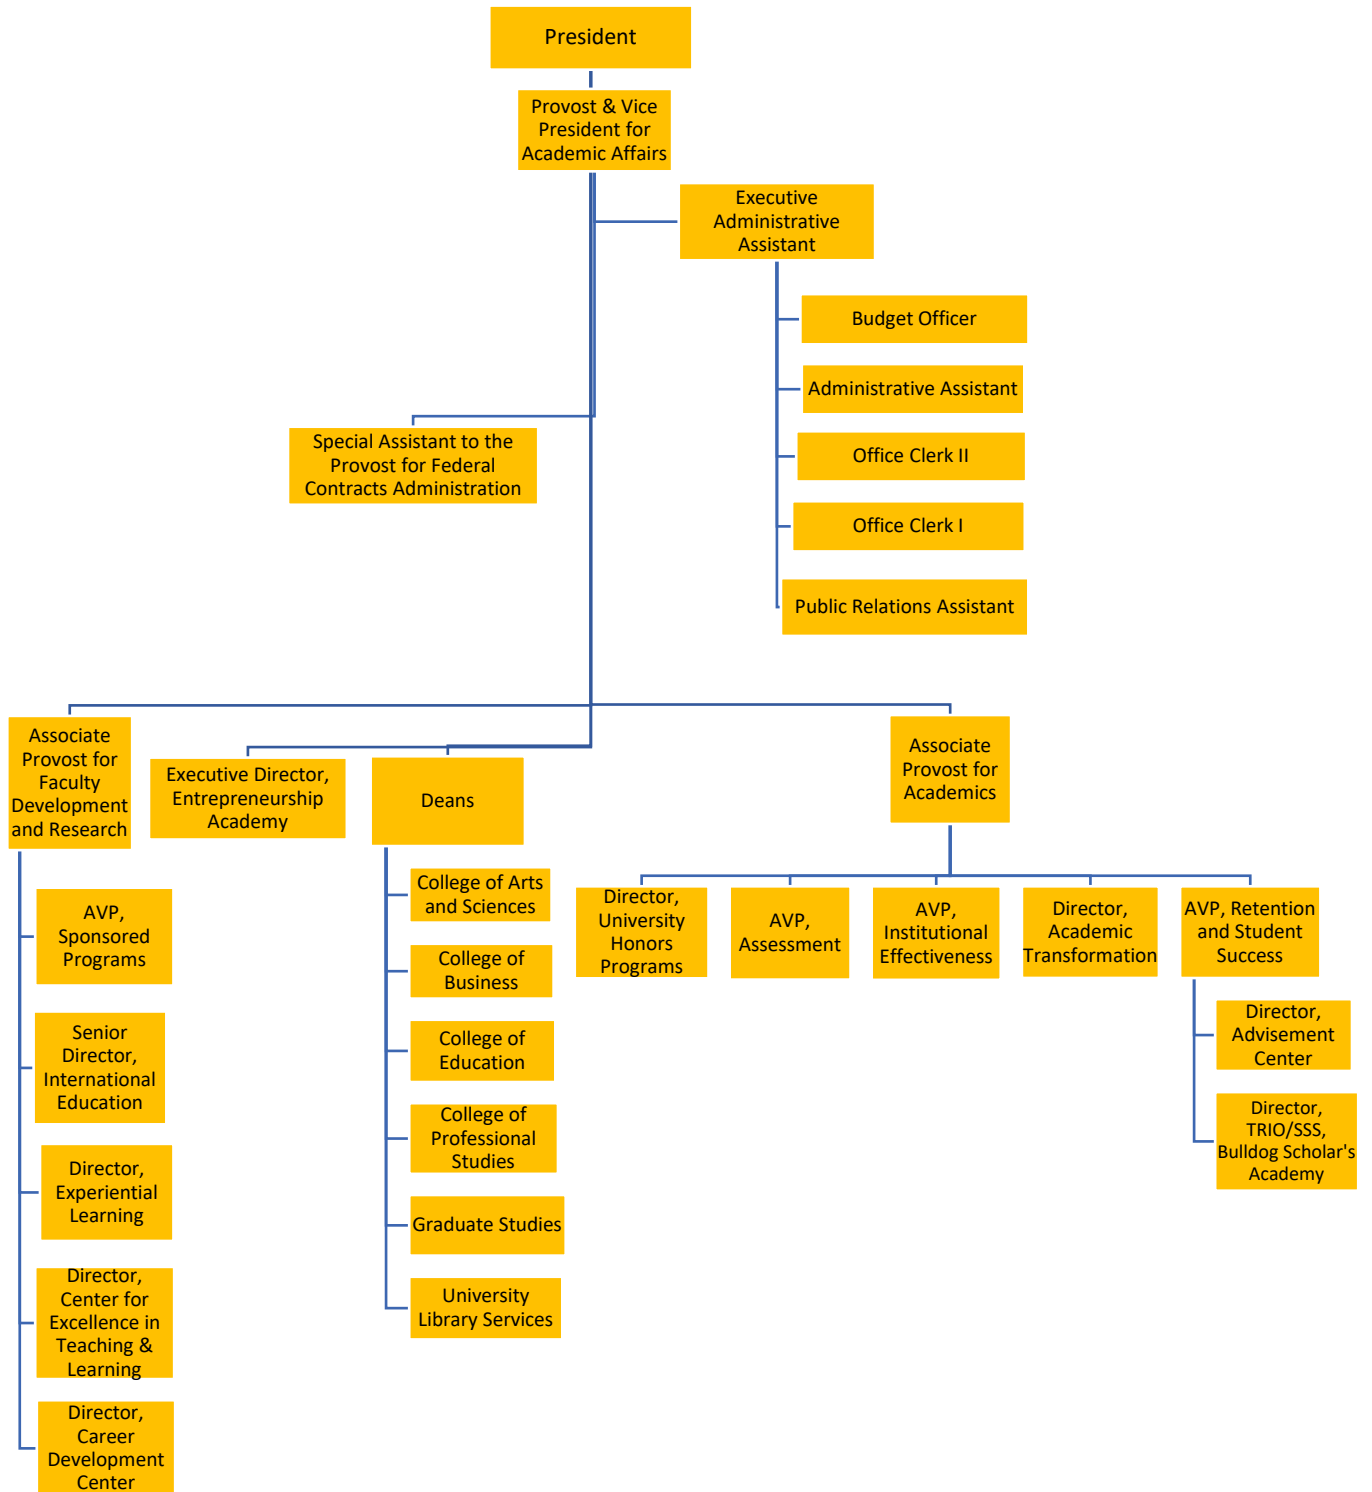 President
Provost & Vice
President for
Academic Affairs
Executive
Administrative
Assistant
Budget Officer
Administrative Assistant
Office Clerk II
Office Clerk I
Public Relations Assistant
Special Assistant to the
Provost for Federal
Contracts Administration
Associate
Provost for
Faculty
Development
and Research
AVP,
Sponsored
Programs
Senior
Director,
International
Education
Director,
Experiential
Learning
Director,
Center for
Excellence in
Teaching &
Learning
Director,
Career
Development
Center
Executive Director,
Entrepreneurship
Academy
Deans
College of Arts
and Sciences
College of
Business
College of
Education
College of
Professional
Studies
Graduate Studies
University
Library Services
Associate
Provost for
Academics
Director,
University
Honors
Programs
AVP,
Assessment
AVP,
Institutional
Effectiveness
Director,
Academic
Transformation
AVP, Retention
and Student
Success
Director,
Advisement
Center
Director,
TRIO/SSS,
Bulldog Scholar's
Academy